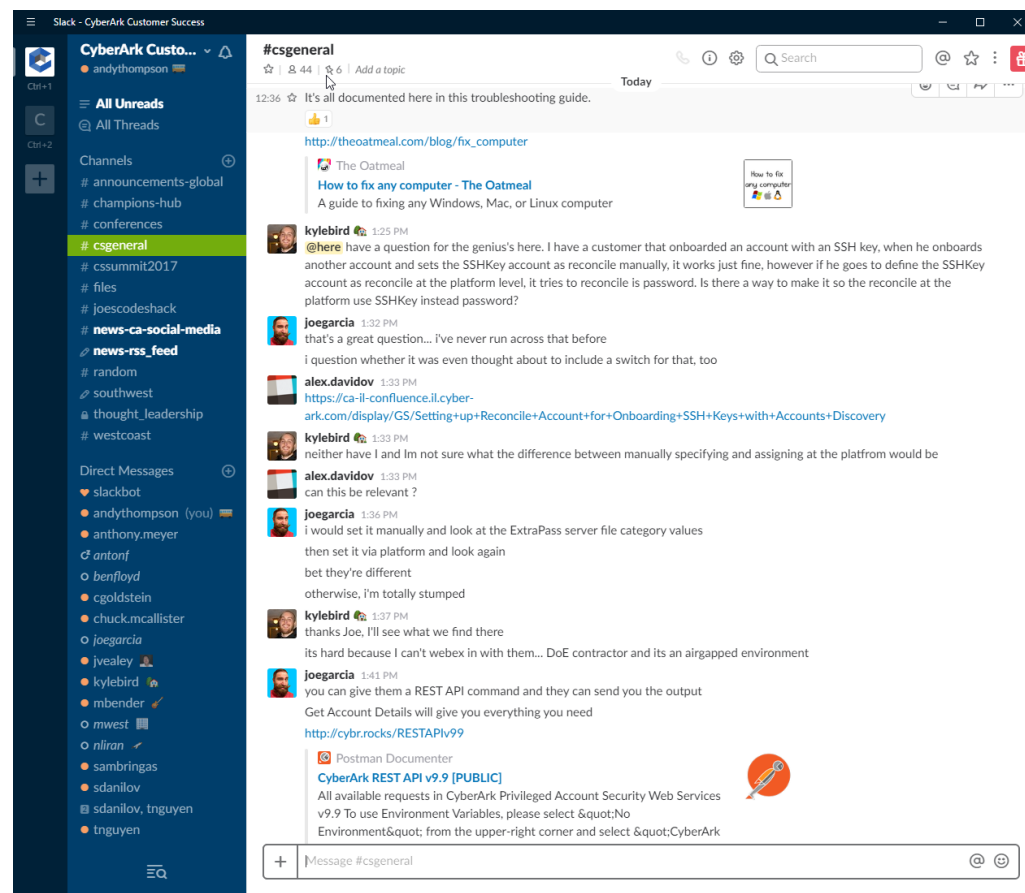 Slack - CyberArk Customer Success
CyberArk Custo...
andythompson
Ctrl+1
C
Ctrl+2
All Unreads
All Threads
Channels
# announcements-global
# champions-hub
# conferences
# csgeneral
# cssummit2017
# files
# joescodeshack
# news-ca-social-media
news-rss_feed
# random
southwest
thought_leadership
# westcoast
Direct Messages
slackbot
andythompson (you)
anthony.meyer
antonf
benfloyd
cgoldstein
chuck.mcallister
joegarcia
jvealey
kylebird
mbender
mwest
nliran
sambringas
sdanilov
2 sdanilov, tnguyen
tnguyen
#csgeneral
44 | 6 | Add a topic
Search
Today
12:36 It's all documented here in this troubleshooting guide.
1
http://theoatmeal.com/blog/fix_computer
The Oatmeal
How to fix any computer - The Oatmeal
A guide to fixing any Windows, Mac, or Linux computer
How to fix
any computer
kylebird 1:25 PM
@here have a question for the genius's here. I have a customer that onboarded an account with an SSH key, when he onboards
another account and sets the SSHKey account as reconcile manually, it works just fine, however if he goes to define the SSHKey
account as reconcile at the platform level, it tries to reconcile is password. Is there a way to make it so the reconcile at the
platform use SSHKey instead password?
joegarcia 1:32 PM
that's a great question... i've never run across that before
i question whether it was even thought about to include a switch for that, too
alex.davidov 1:33 PM
https://ca-il-confluence.il.cyber-
ark.com/display/GS/Setting+up+Reconcile+Account+for+Onboarding+SSH+Keys+with+Accounts+Discovery
kylebird 1:33 PM
neither have I and Im not sure what the difference between manually specifying and assigning at the platfrom would be
alex.davidov 1:33 PM
can this be relevant ?
joegarcia 1:36 PM
i would set it manually and look at the ExtraPass server file category values
then set it via platform and look again
bet they're different
otherwise, i'm totally stumped
kylebird 1:37 PM
thanks Joe, I'll see what we find there
its hard because I can't webex in with them... DoE contractor and its an airgapped environment
joegarcia 1:41 PM
you can give them a REST API command and they can send you the output
Get Account Details will give you everything you need
http://cybr.rocks/RESTAPIv99
Postman Documenter
CyberArk REST API v9.9 [PUBLIC]
All available requests in CyberArk Privileged Account Security Web Services
v9.9 To use Environment Variables, please select &quot;No
Environment&quot; from the upper-right corner and select &quot;CyberArk
Message #csgeneral